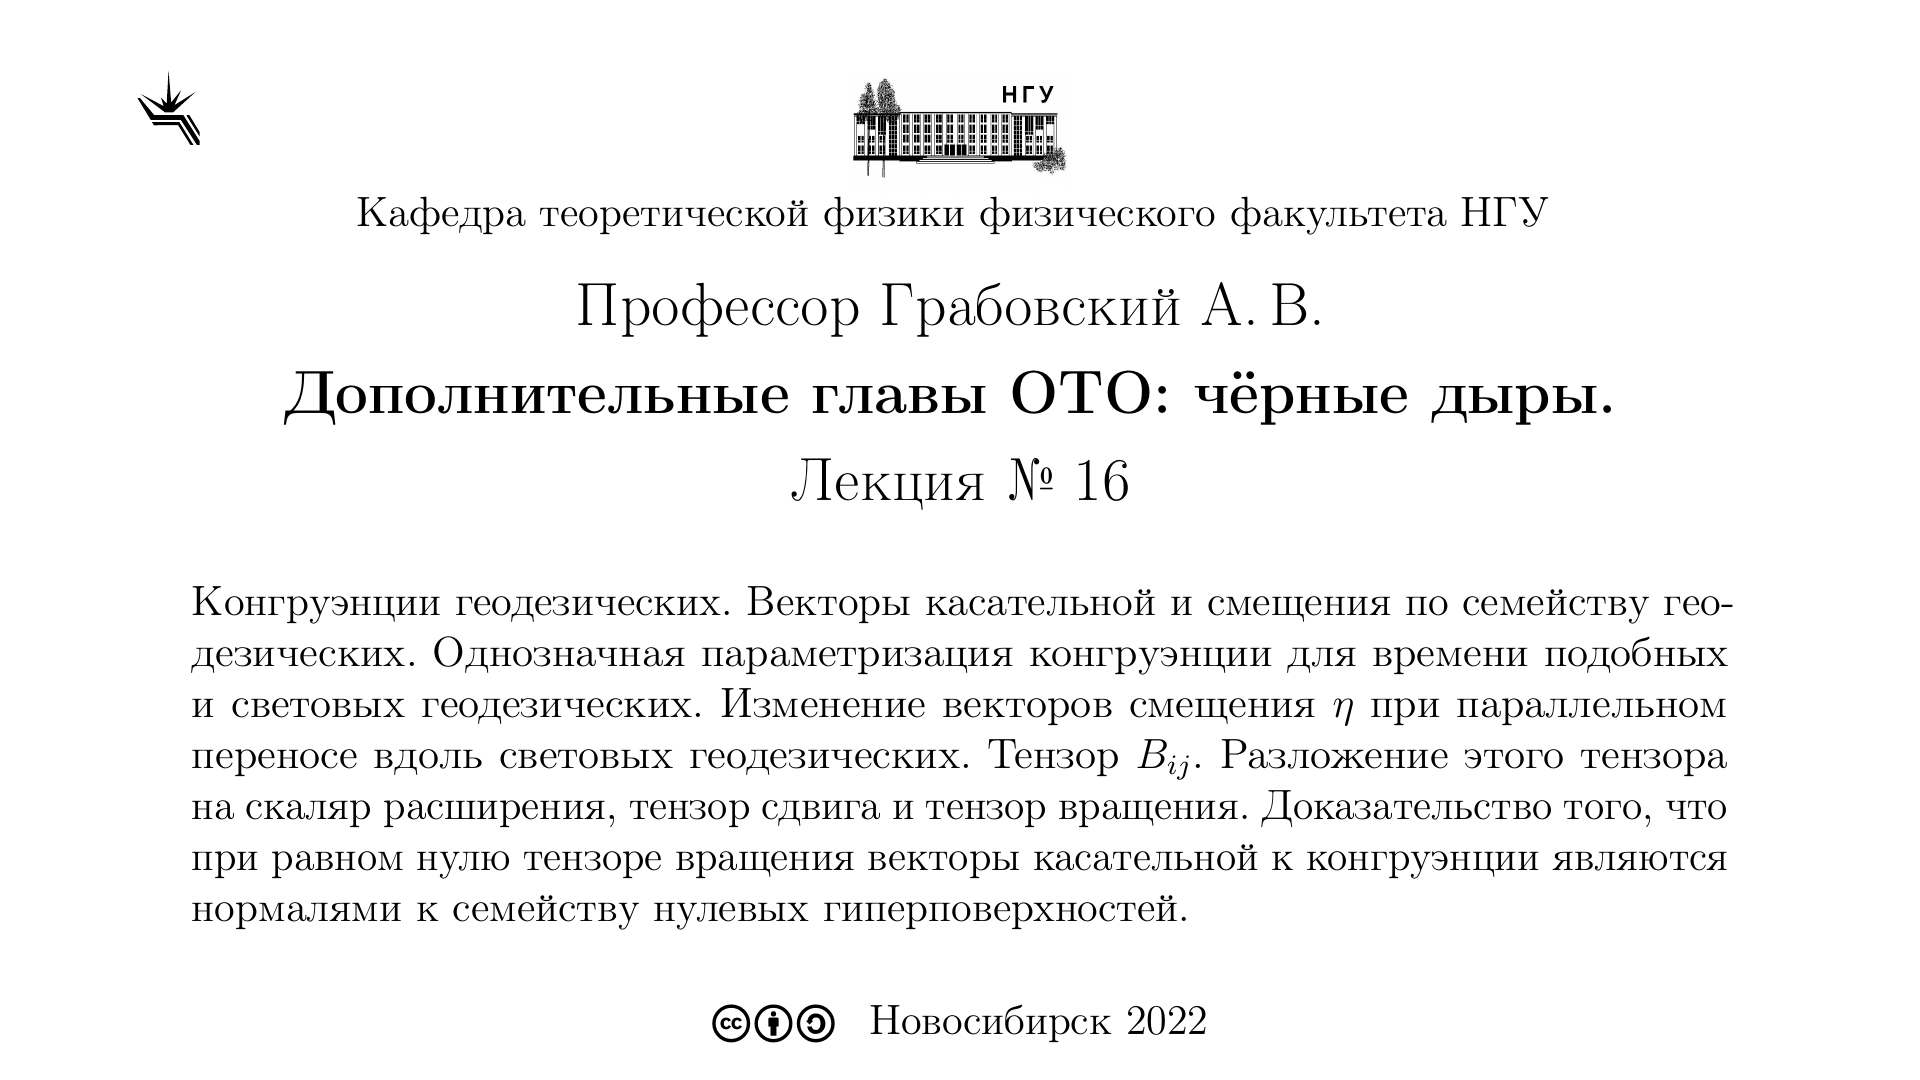 НГУ
Кафедра теоретической физики физического факультета НГУ
Профессор Грабовский А. В.
Дополнительные главы ОТО: чёрные дыры.
Лекция № 16
Конгруэнции геодезических. Векторы касательной и смещения по семейству гео-
дезических. Однозначная параметризация конгруэнции для времени подобных
и световых геодезических. Изменение векторов смещения η при параллельном
переносе вдоль световых геодезических. Тензор B_{ij}. Разложение этого тензора
на скаляр расширения, тензор сдвига и тензор вращения. Доказательство того, что
при равном нулю тензоре вращения векторы касательной к конгруэнции являются
нормалями к семейству нулевых гиперповерхностей.
cc Новосибирск 2022